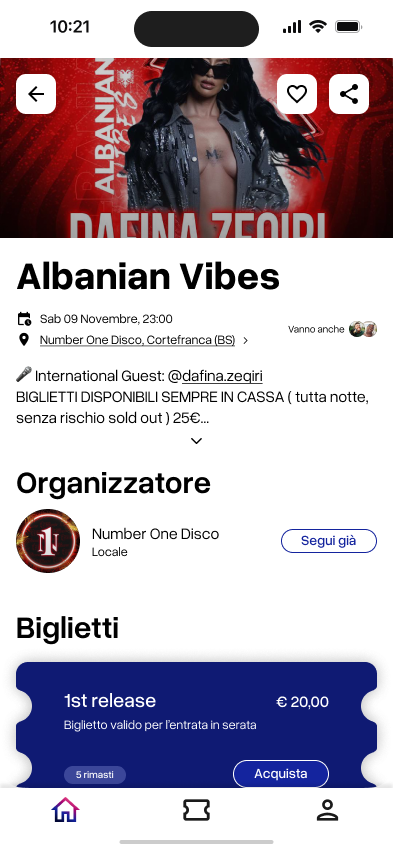 10:21
ALBANIAN
VIBES
DAFINA ZEQIRI
Albanian Vibes
Sab 09 Novembre, 23:00
Number One Disco, Cortefranca (BS)
Vanno anche
🎤 International Guest: @dafina.zeqiri
BIGLIETTI DISPONIBILI SEMPRE IN CASSA ( tutta notte,
senza rischio sold out ) 25€...
Organizzatore
Number One Disco
Locale
Segui già
Biglietti
1st release
€ 20,00
Biglietto valido per l'entrata in serata
5 rimasti
Acquista